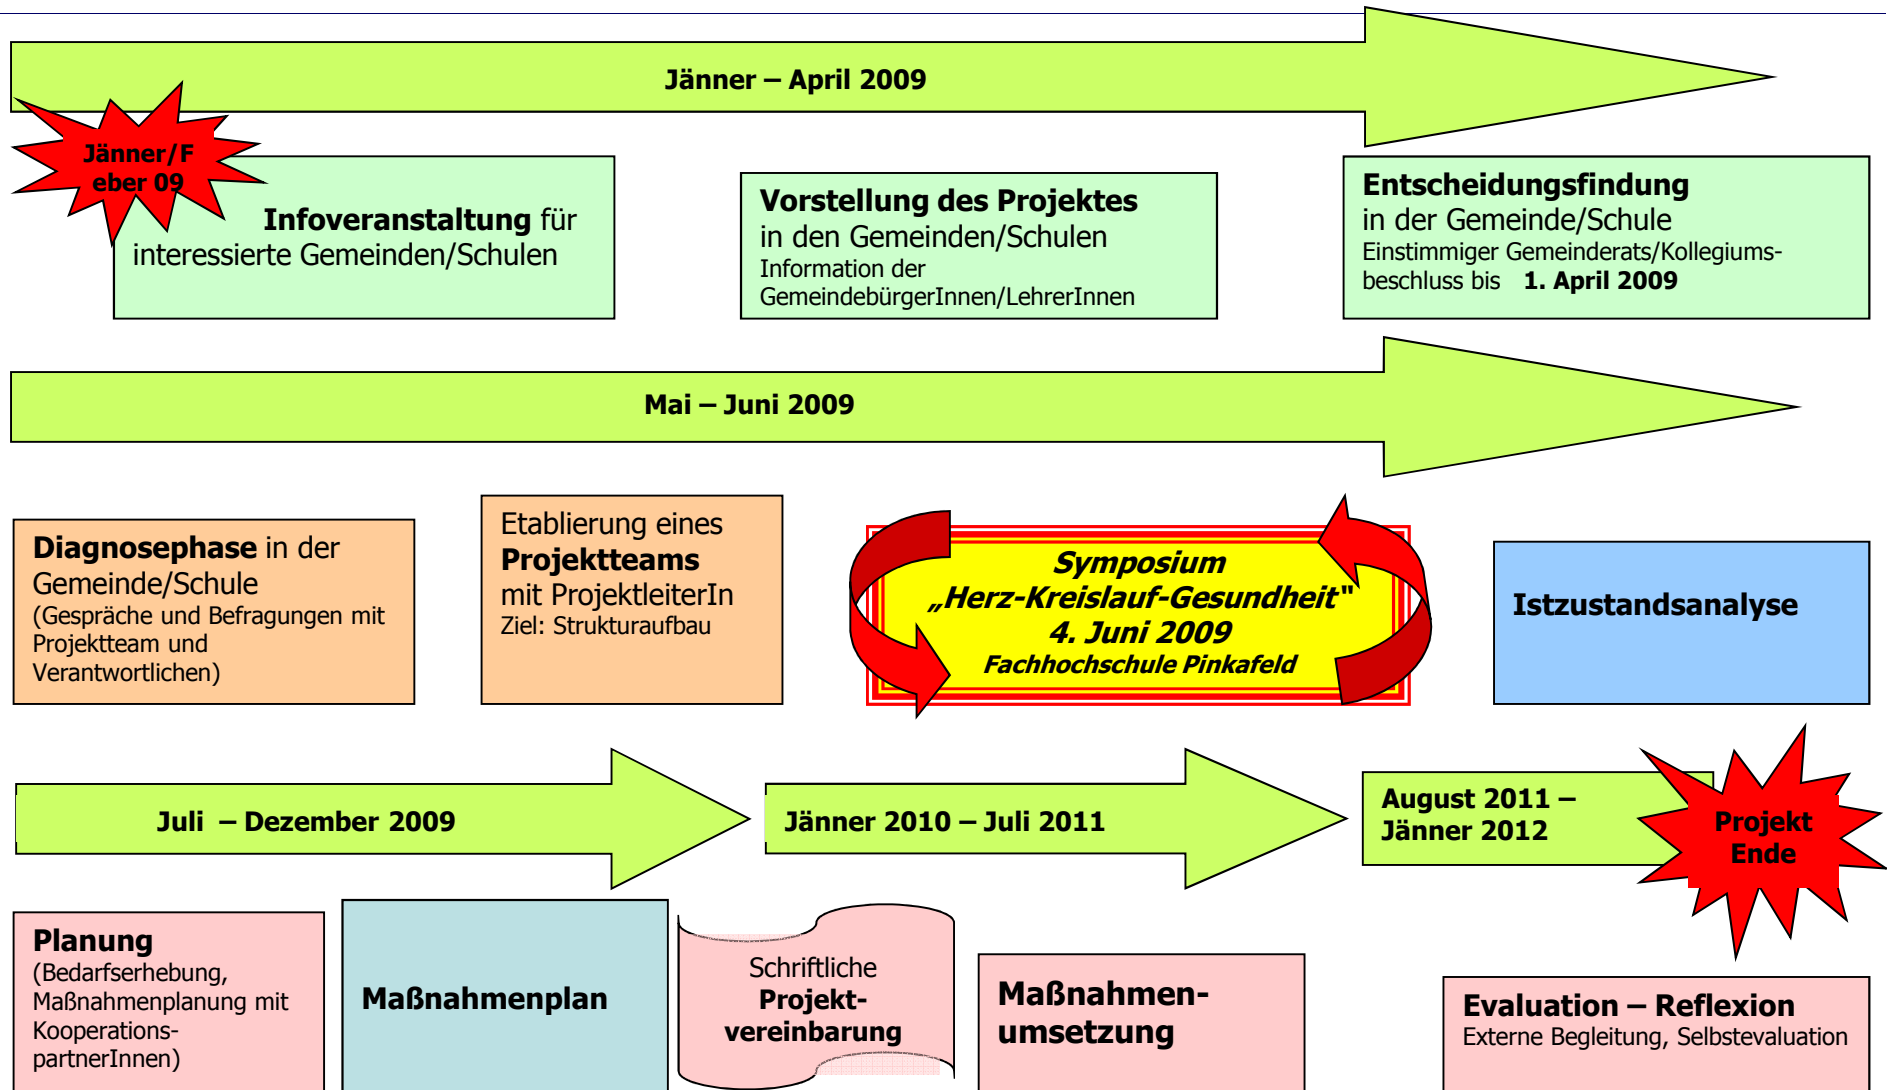 Jänner – April 2009
Jänner/F
eber 09
Infoveranstaltung für
interessierte Gemeinden/Schulen
Vorstellung des Projektes
in den Gemeinden/Schulen
Information der
GemeindebürgerInnen/LehrerInnen
Entscheidungsfindung
in der Gemeinde/Schule
Einstimmiger Gemeinderats/Kollegiums-
beschluss bis 1. April 2009
Mai – Juni 2009
Diagnosephase in der
Gemeinde/Schule
(Gespräche und Befragungen mit
Projektteam und
Verantwortlichen)
Etablierung eines
Projektteams
mit ProjektleiterIn
Ziel: Strukturaufbau
Symposium
„Herz-Kreislauf-Gesundheit"
4. Juni 2009
Fachhochschule Pinkafeld
Istzustandsanalyse
Juli – Dezember 2009
Jänner 2010 – Juli 2011
August 2011 –
Jänner 2012
Projekt
Ende
Planung
(Bedarfserhebung,
Maßnahmenplanung mit
Kooperations-
partnerInnen)
Maßnahmenplan
Schriftliche
Projekt-
vereinbarung
Maßnahmen-
umsetzung
Evaluation – Reflexion
Externe Begleitung, Selbstevaluation